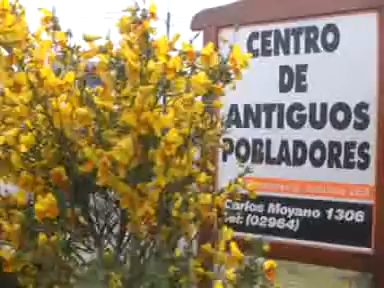 CENTRO
DE
ANTIGUOS
POBLADORES
Carlos Moyano 1306
Tel: (02964)